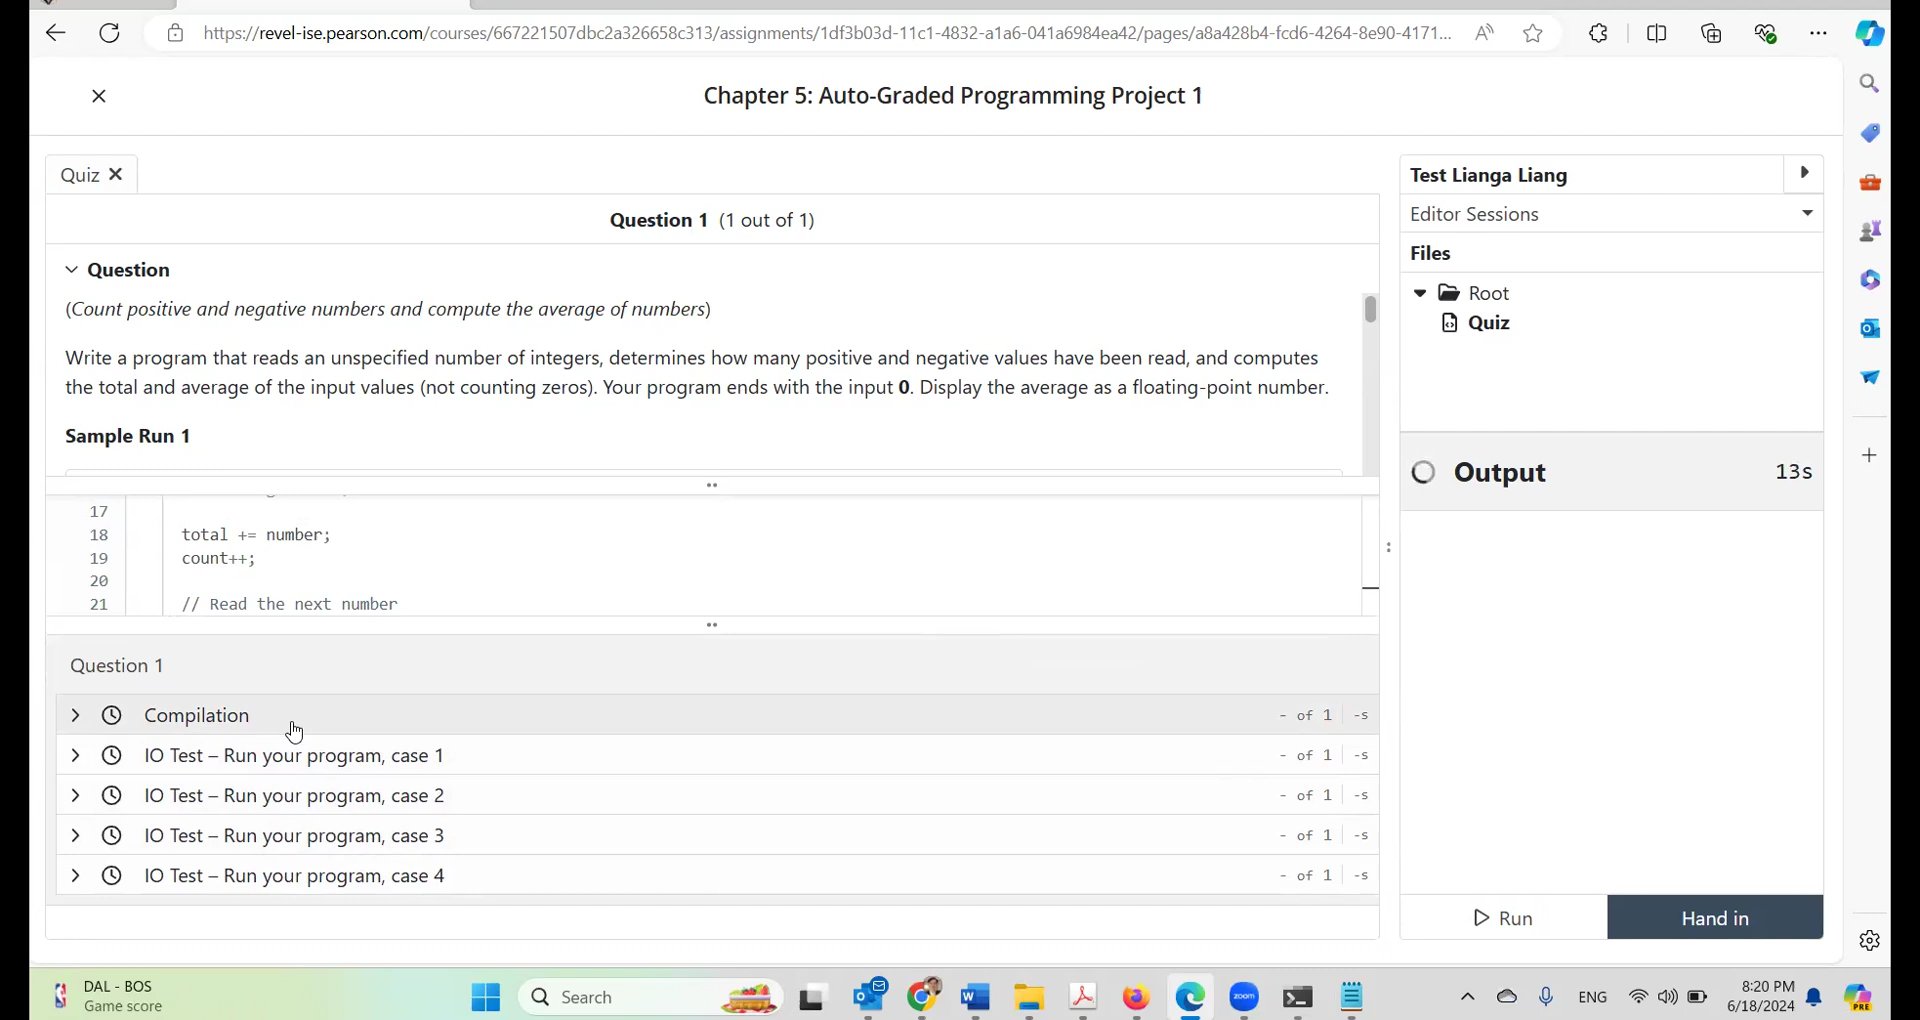 https://revel-ise.pearson.com/courses/667221507dbc2a326658c313/assignments/1df3b03d-11c1-4832-a1a6-041a6984ea42/pages/a8a428b4-fcd6-4264-8e90-4171...
Chapter 5: Auto-Graded Programming Project 1
Quiz
Question 1 (1 out of 1)
Question
(Count positive and negative numbers and compute the average of numbers)
Write a program that reads an unspecified number of integers, determines how many positive and negative values have been read, and computes
the total and average of the input values (not counting zeros). Your program ends with the input 0. Display the average as a floating-point number.
Sample Run 1
17
18 total += number;
19 count++;
20
21 // Read the next number
Question 1
Compilation - of 1 -s
IO Test – Run your program, case 1 - of 1 -s
IO Test – Run your program, case 2 - of 1 -s
IO Test – Run your program, case 3 - of 1 -s
IO Test – Run your program, case 4 - of 1 -s
Test Lianga Liang
Editor Sessions
Files
Root
Quiz
Output 13s
Run
Hand in
DAL - BOS
Game score
Search
zoom
ENG
8:20 PM
6/18/2024
PRE